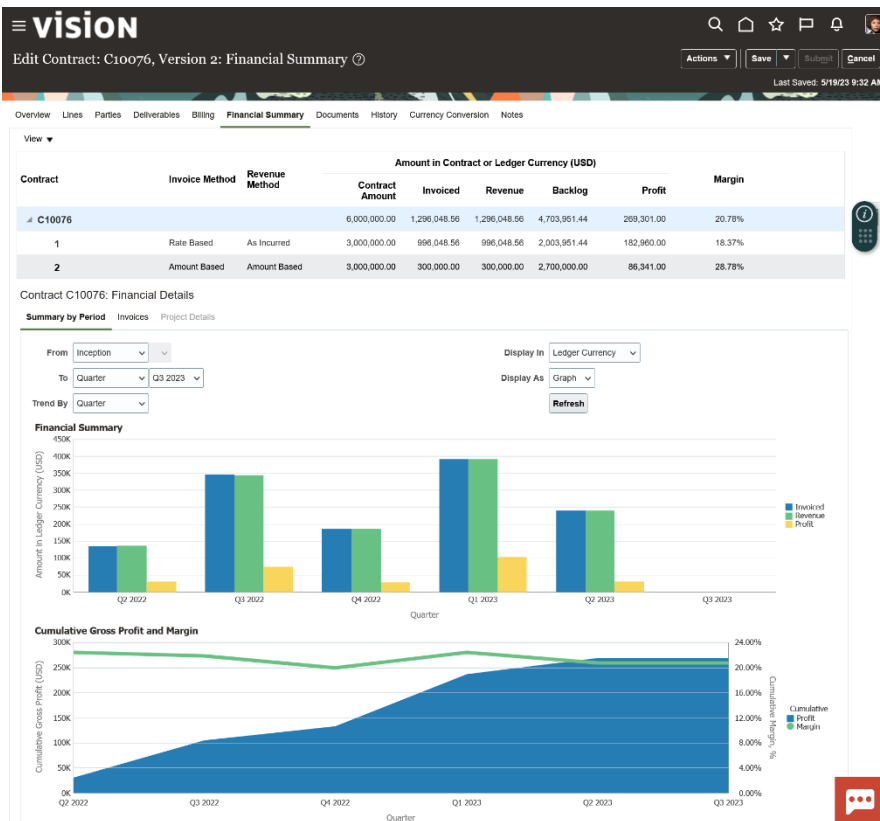 vision
Edit Contract: C10076, Version 2: Financial Summary
Actions Save Submit Cancel
Last Saved: 5/19/23 9:32 AM
Overview Lines Parties Deliverables Billing Financial Summary Documents History Currency Conversion Notes
View
Amount in Contract or Ledger Currency (USD)
Contract Invoice Method Revenue Method Contract Amount Invoiced Revenue Backlog Profit Margin
C10076 6,000,000.00 1,296,048.56 1,296,048.56 4,703,951.44 269,301.00 20.78%
1 Rate Based As Incurred 3,000,000.00 996,048.56 996,048.56 2,003,951.44 182,960.00 18.37%
2 Amount Based Amount Based 3,000,000.00 300,000.00 300,000.00 2,700,000.00 86,341.00 28.78%
Contract C10076: Financial Details
Summary by Period Invoices Project Details
From Inception Display In Ledger Currency
To Quarter Q3 2023 Display As Graph
Trend By Quarter Refresh
Financial Summary
Amount in Ledger Currency (USD)
450K
400K
350K
300K
250K
200K
150K
100K
50K
0K
Q2 2022 Q3 2022 Q4 2022 Q1 2023 Q2 2023 Q3 2023
Quarter
Invoiced
Revenue
Profit
Cumulative Gross Profit and Margin
Cumulative Gross Profit (USD)
300K
250K
200K
150K
100K
50K
0K
24.00%
20.00%
16.00%
12.00%
8.00%
4.00%
0.00%
Cumulative Margin, %
Q2 2022 Q3 2022 Q4 2022 Q1 2023 Q2 2023 Q3 2023
Quarter
Cumulative
Profit
Margin